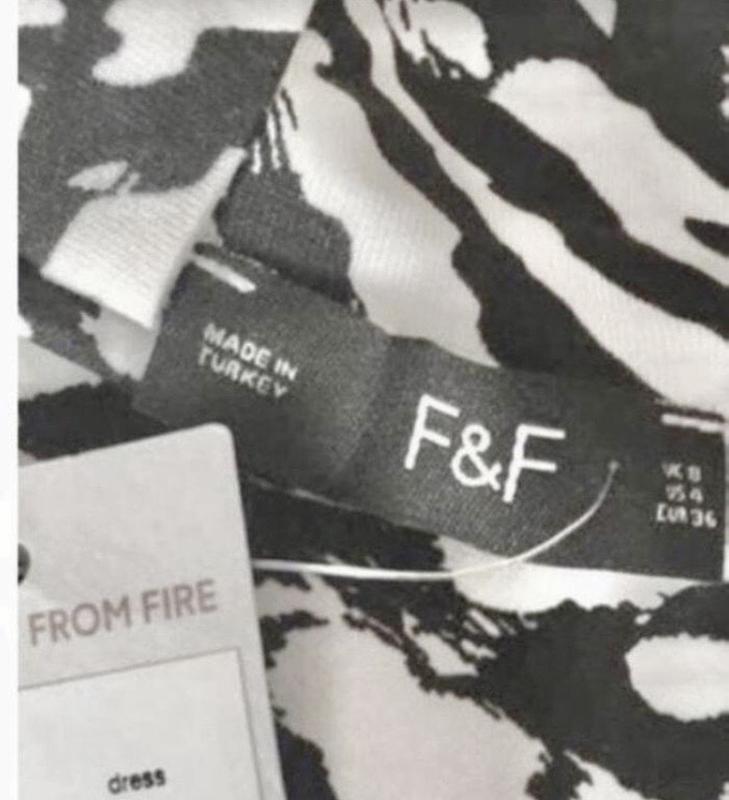 MADE IN
TURKEY
F&F
UK 8
US 4
EUR 36
FROM FIRE
dress